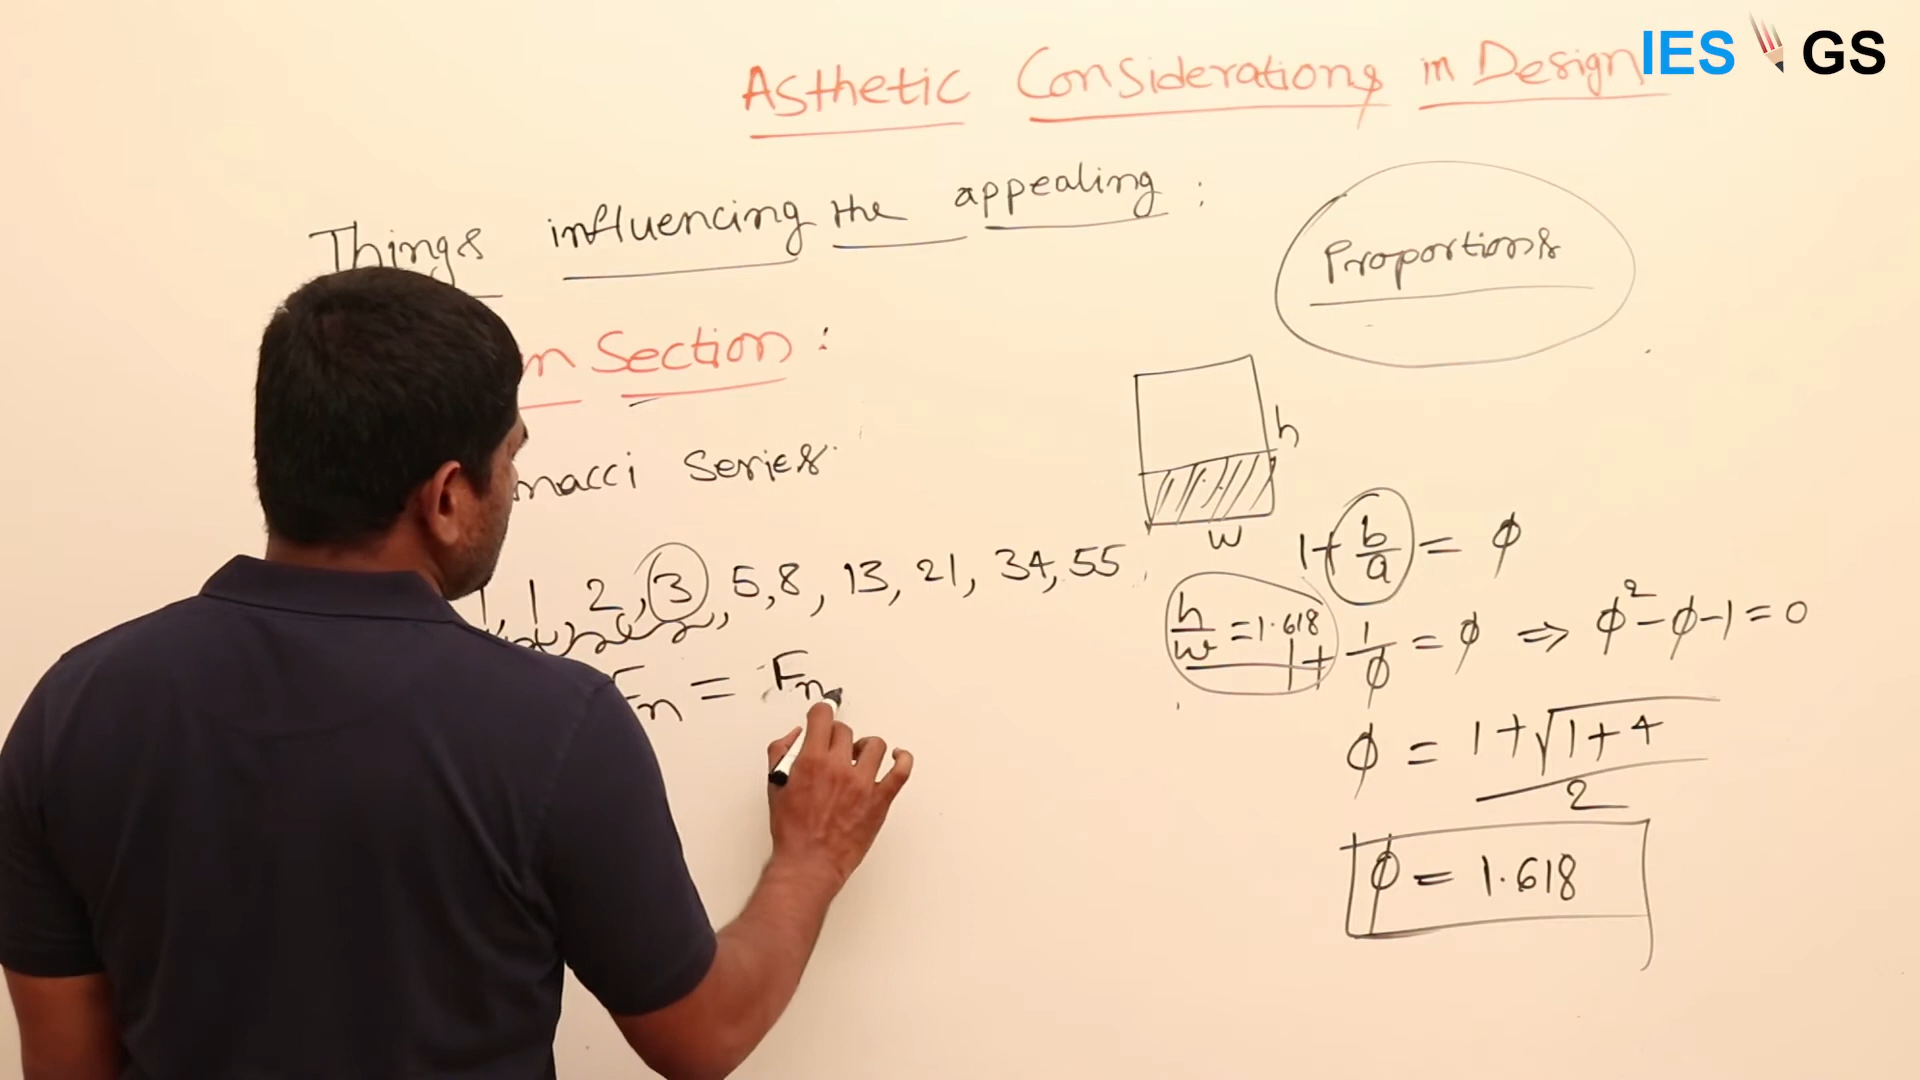 IES GS
Asthetic Considerations in Design
Things influencing the appealing :
Proportions
Section :
h
w
macci Series
1, 1, 2, 3, 5, 8, 13, 21, 34, 55
Fn = Fn
1 + b/a = φ
h/w = 1.618
1 + 1/φ = φ ⇒ φ² - φ - 1 = 0
φ = 1 + √1 + 4 / 2
φ = 1.618